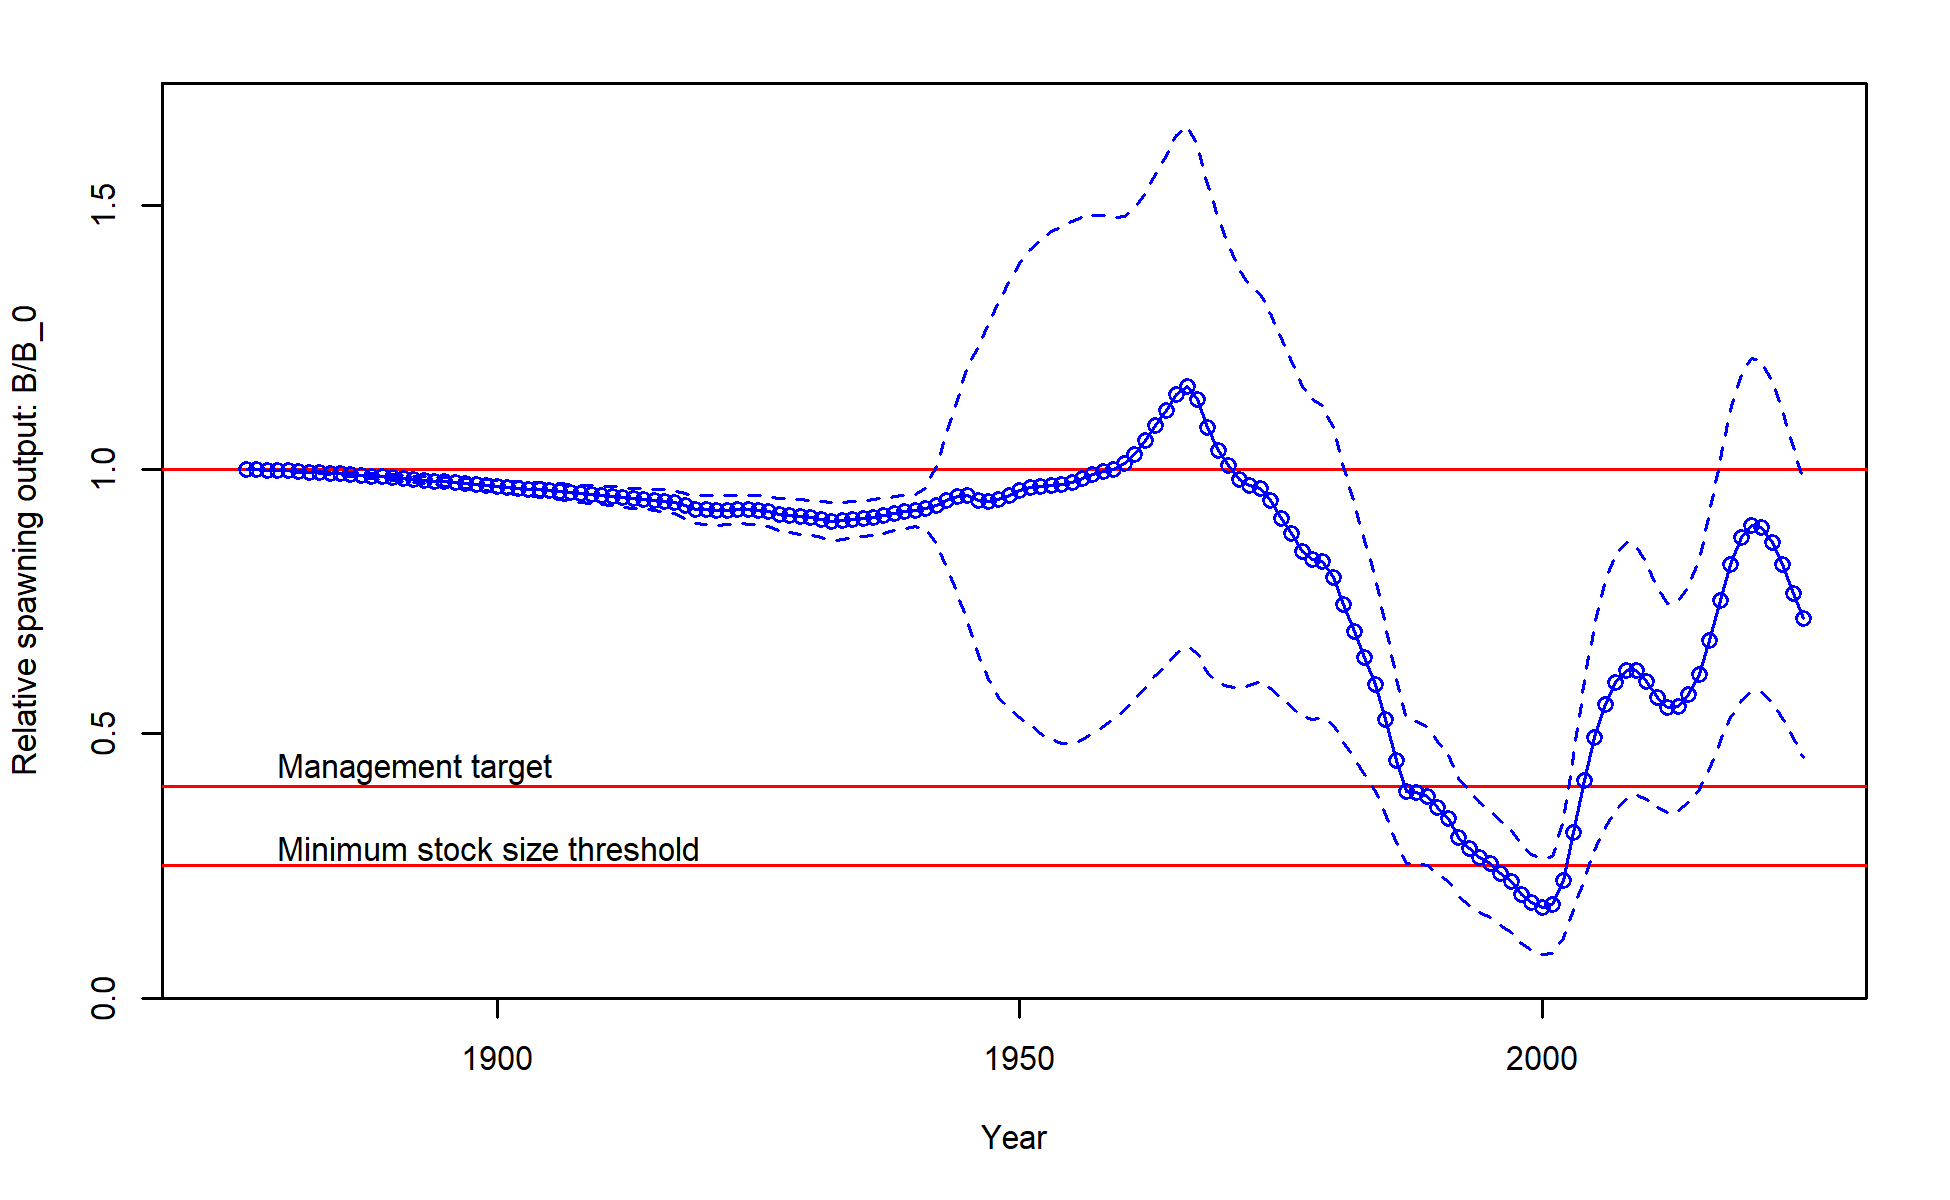 Relative spawning output: B/B_0
1.5
1.0
0.5
0.0
Management target
Minimum stock size threshold
1900
1950
2000
Year